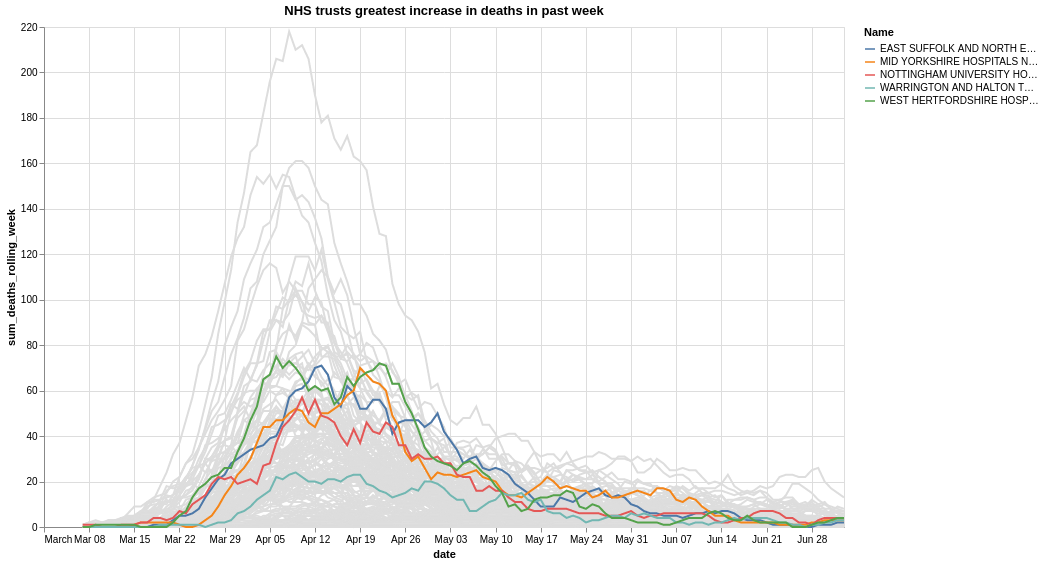 NHS trusts greatest increase in deaths in past week
Name
EAST SUFFOLK AND NORTH E…
MID YORKSHIRE HOSPITALS N…
NOTTINGHAM UNIVERSITY HO…
WARRINGTON AND HALTON T…
WEST HERTFORDSHIRE HOSP…
220
200
180
160
140
120
100
80
60
40
20
0
sum_deaths_rolling_week
March Mar 08 Mar 15 Mar 22 Mar 29 Apr 05 Apr 12 Apr 19 Apr 26 May 03 May 10 May 17 May 24 May 31 Jun 07 Jun 14 Jun 21 Jun 28
date